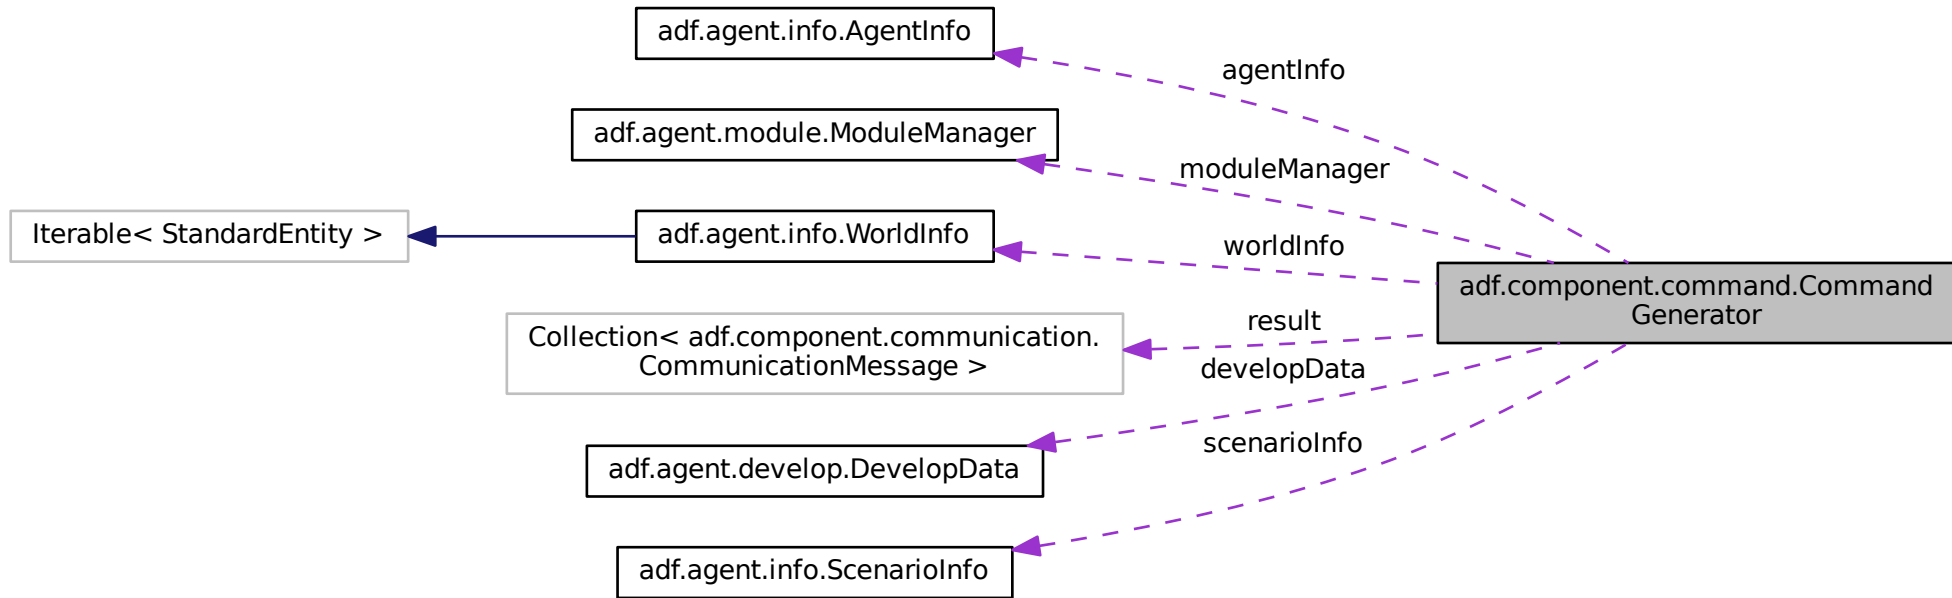 adf.agent.info.AgentInfo
agentInfo
adf.agent.module.ModuleManager
moduleManager
Iterable< StandardEntity >
adf.agent.info.WorldInfo
worldInfo
adf.component.command.Command
Generator
Collection< adf.component.communication.
CommunicationMessage >
result
developData
adf.agent.develop.DevelopData
scenarioInfo
adf.agent.info.ScenarioInfo